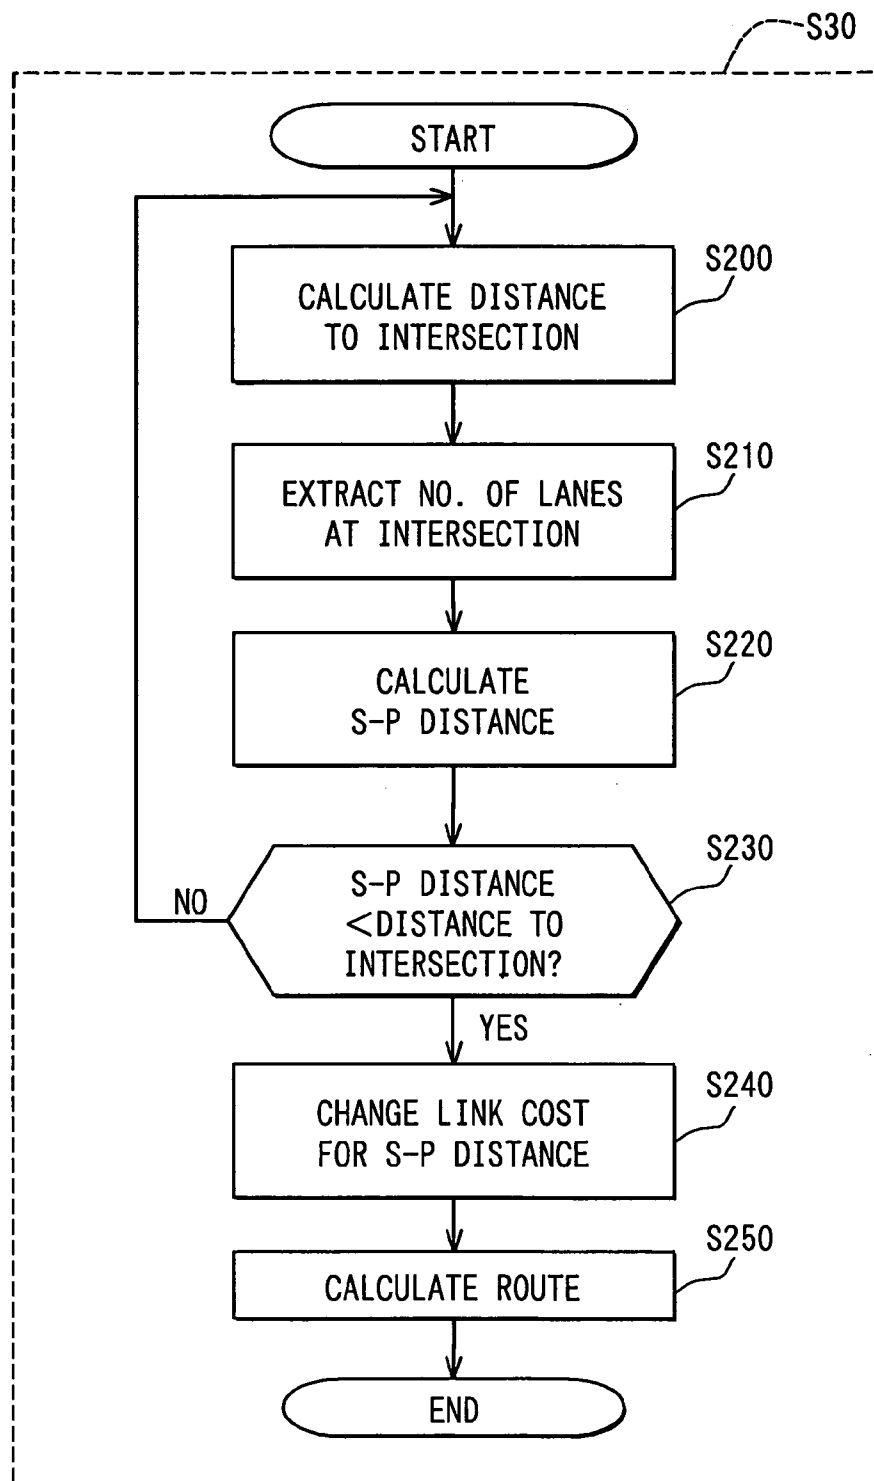 S30
START
S200
CALCULATE DISTANCE
TO INTERSECTION
S210
EXTRACT NO. OF LANES
AT INTERSECTION
S220
CALCULATE
S-P DISTANCE
S230
S-P DISTANCE
<DISTANCE TO
INTERSECTION?
NO
YES
S240
CHANGE LINK COST
FOR S-P DISTANCE
S250
CALCULATE ROUTE
END